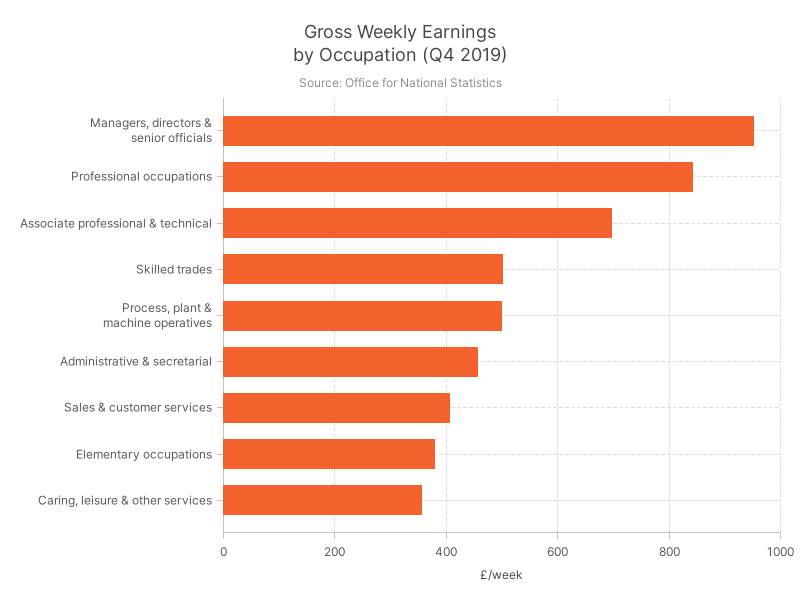 Gross Weekly Earnings
by Occupation (Q4 2019)
Source: Office for National Statistics
Managers, directors &
senior officials
Professional occupations
Associate professional & technical
Skilled trades
Process, plant &
machine operatives
Administrative & secretarial
Sales & customer services
Elementary occupations
Caring, leisure & other services
0 200 400 600 800 1000
£/week